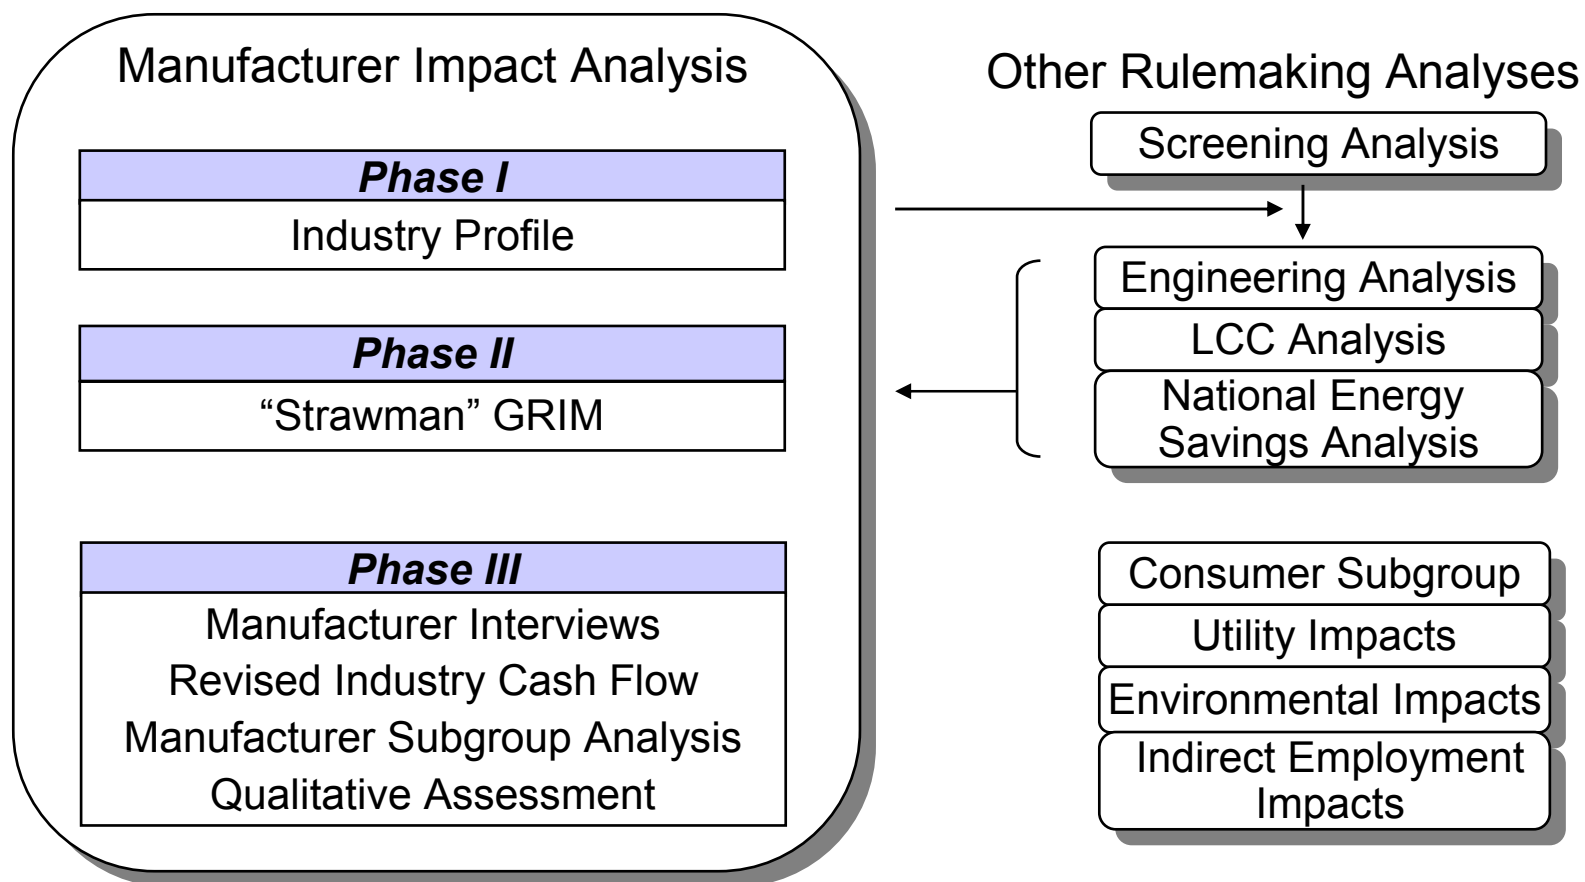 Manufacturer Impact Analysis
Phase I
Industry Profile
Phase II
“Strawman” GRIM
Phase III
Manufacturer Interviews
Revised Industry Cash Flow
Manufacturer Subgroup Analysis
Qualitative Assessment
Other Rulemaking Analyses
Screening Analysis
Engineering Analysis
LCC Analysis
National Energy
Savings Analysis
Consumer Subgroup
Utility Impacts
Environmental Impacts
Indirect Employment
Impacts